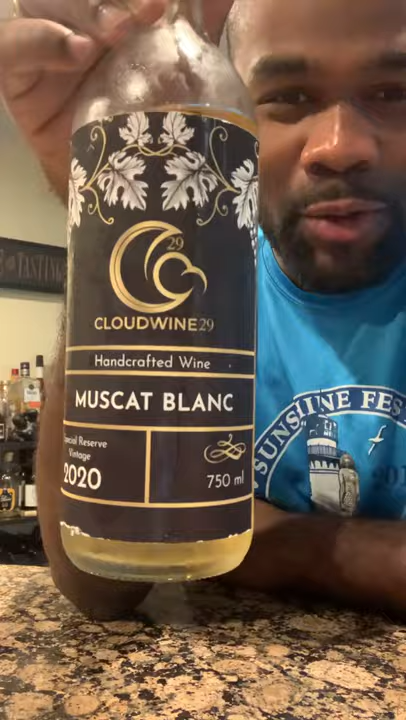 29
CLOUDWINE29
Handcrafted Wine
MUSCAT BLANC
Special Reserve
Vintage
2020
750 ml
SUNSHINE FES